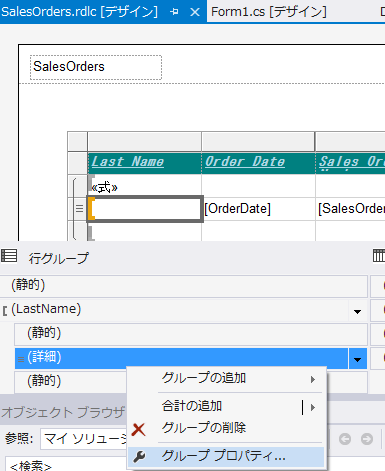 SalesOrders.rdlc [デザイン] Form1.cs [デザイン]
SalesOrders
Last Name Order Date Sales Or
«式»
[OrderDate] [SalesOrder
行グループ
(静的)
(LastName)
(静的)
(詳細)
(静的)
グループの追加
合計の追加
グループの削除
グループ プロパティ...
オブジェクト ブラウザ
参照: マイ ソリューシ
<検索>